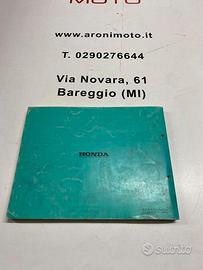 MOTO
www.aronimoto.it
T. 0290276644
Via Novara, 61
Bareggio (MI)
HONDA
subito